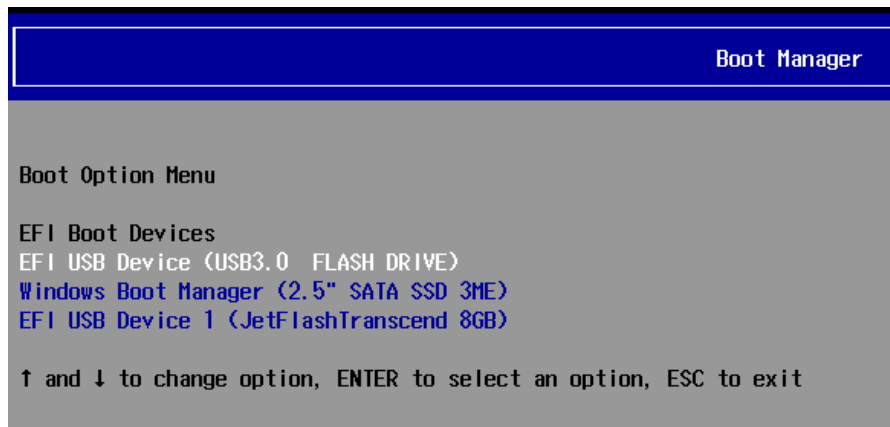 Boot Manager
Boot Option Menu
EFI Boot Devices
EFI USB Device (USB3.0  FLASH DRIVE)
Windows Boot Manager (2.5" SATA SSD 3ME)
EFI USB Device 1 (JetFlashTranscend 8GB)
↑ and ↓ to change option, ENTER to select an option, ESC to exit